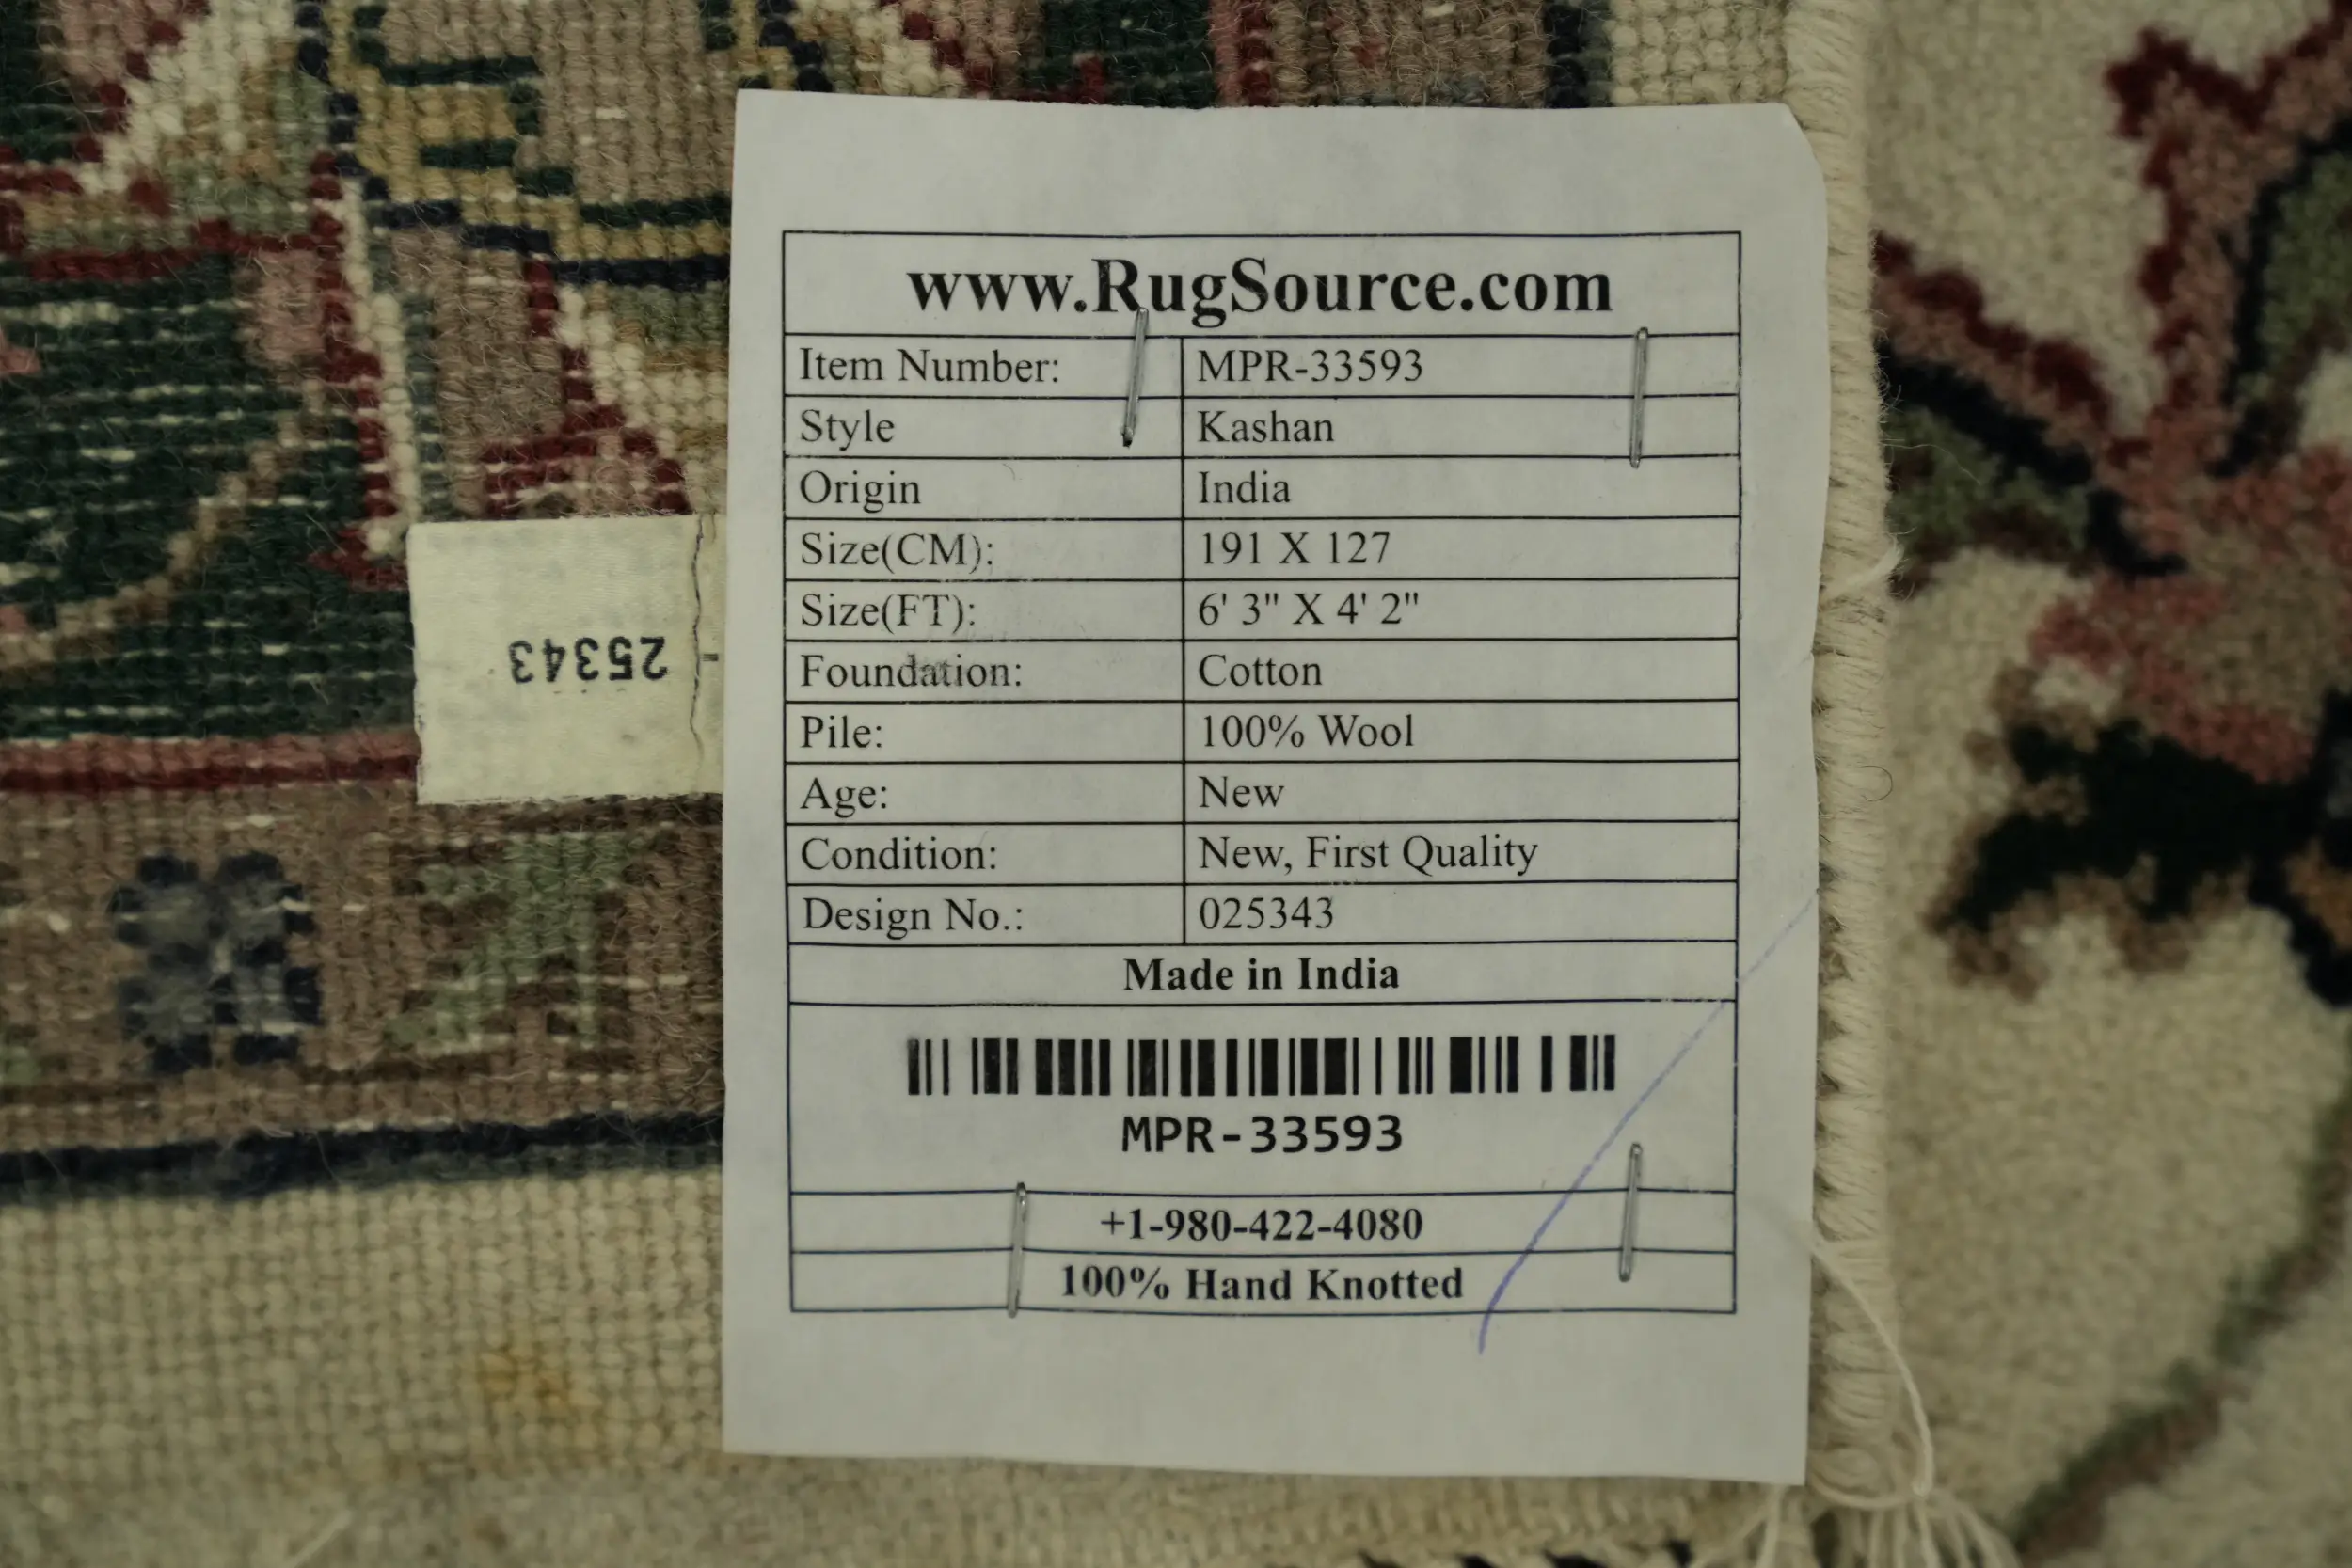 www.RugSource.com
Item Number: MPR-33593
Style Kashan
Origin India
Size(CM): 191 X 127
Size(FT): 6' 3" X 4' 2"
Foundation: Cotton
Pile: 100% Wool
Age: New
Condition: New, First Quality
Design No.: 025343
Made in India
MPR-33593
+1-980-422-4080
100% Hand Knotted
- 25343